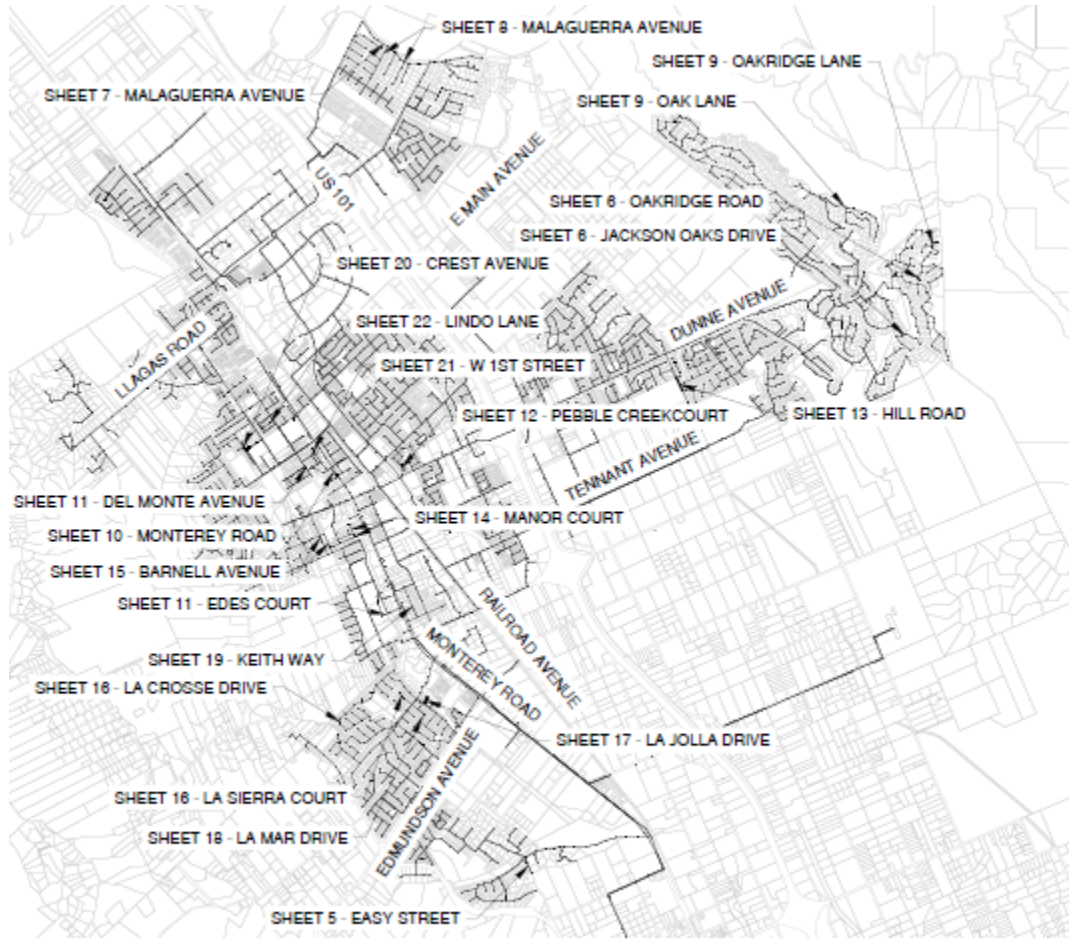 SHEET 8 - MALAGUERRA AVENUE
SHEET 9 - OAKRIDGE LANE
SHEET 7 - MALAGUERRA AVENUE
SHEET 9 - OAK LANE
US 101
E MAIN AVENUE
SHEET 6 - OAKRIDGE ROAD
SHEET 6 - JACKSON OAKS DRIVE
SHEET 20 - CREST AVENUE
DUNNE AVENUE
SHEET 22 - LINDO LANE
LLAGAS ROAD
SHEET 21 - W 1ST STREET
SHEET 12 - PEBBLE CREEKCOURT
SHEET 13 - HILL ROAD
TENNANT AVENUE
SHEET 11 - DEL MONTE AVENUE
SHEET 14 - MANOR COURT
SHEET 10 - MONTEREY ROAD
SHEET 15 - BARNELL AVENUE
SHEET 11 - EDES COURT
RAILROAD AVENUE
MONTEREY ROAD
SHEET 19 - KEITH WAY
SHEET 16 - LA CROSSE DRIVE
SHEET 17 - LA JOLLA DRIVE
EDMUNDSON AVENUE
SHEET 16 - LA SIERRA COURT
SHEET 18 - LA MAR DRIVE
SHEET 5 - EASY STREET